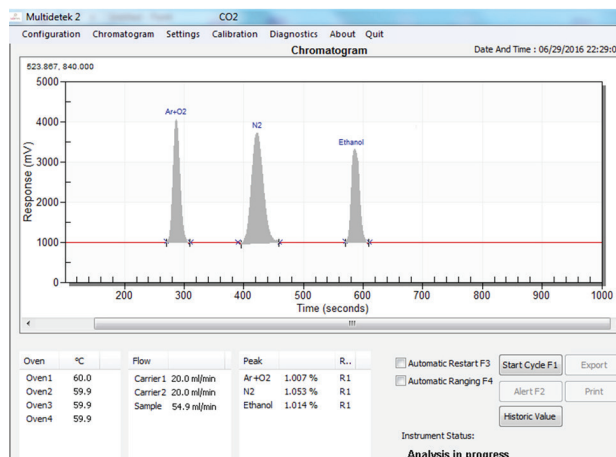 Multidetek 2 CO2
Configuration Chromatogram Settings Calibration Diagnostics About Quit
Chromatogram
Date And Time : 06/29/2016 22:29:0
523.867, 840.000
5000
4000
3000
2000
1000
0
Response (mV)
Ar+O2
N2
Ethanol
200 300 400 500 600 700 800 900 1000
Time (seconds)
Oven °C
Oven1 60.0
Oven2 59.9
Oven3 59.9
Oven4 59.9
Flow
Carrier1 20.0 ml/min
Carrier2 20.0 ml/min
Sample 54.9 ml/min
Peak R..
Ar+O2 1.007 % R1
N2 1.053 % R1
Ethanol 1.014 % R1
Automatic Restart F3
Automatic Ranging F4
Start Cycle F1 Export
Alert F2 Print
Historic Value
Instrument Status:
Analysis in progress